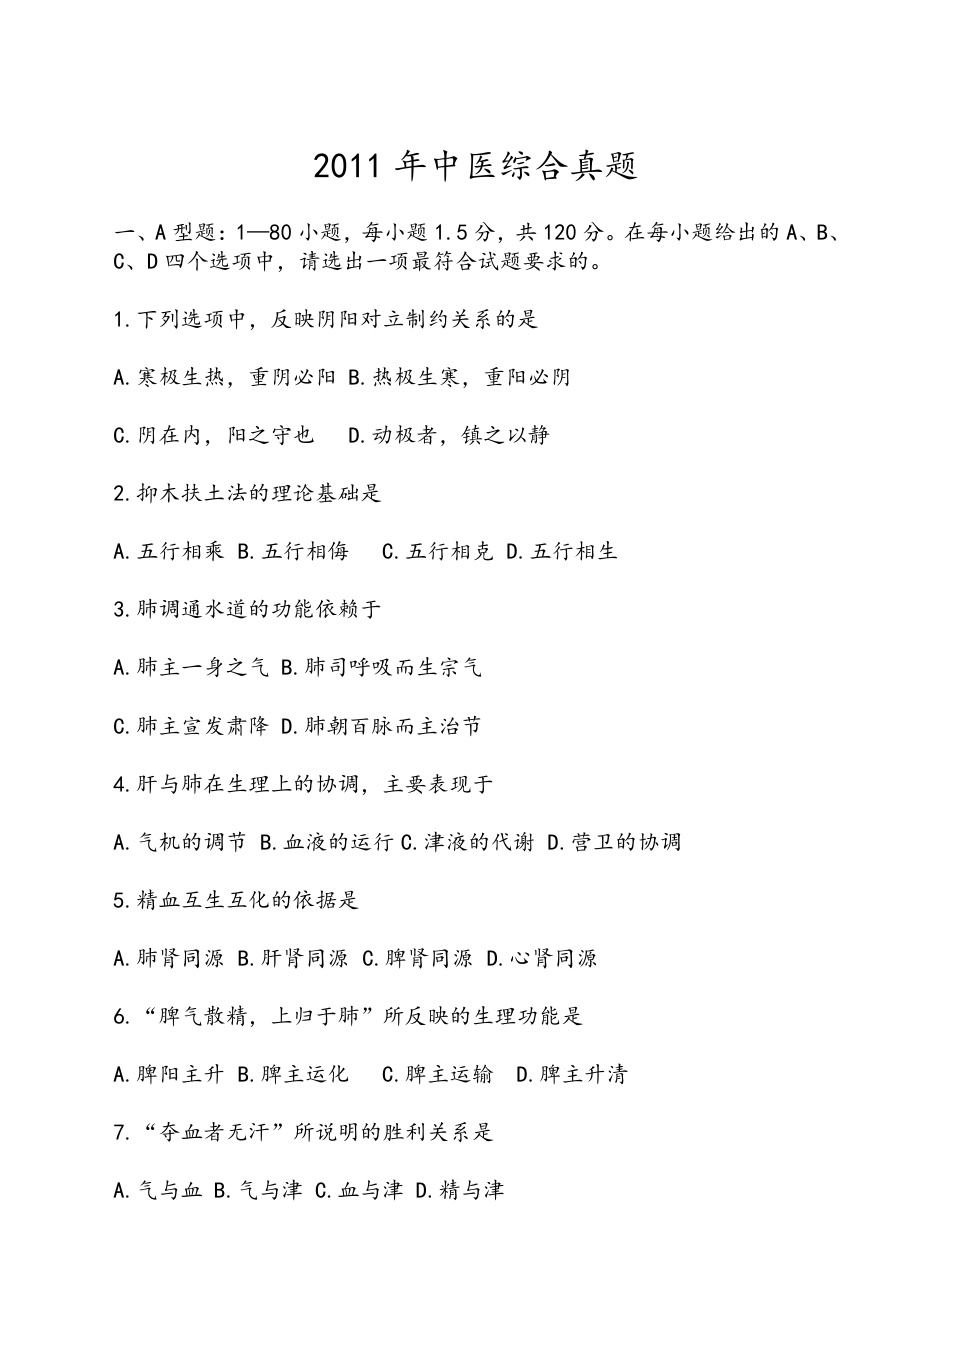 2011 年中医综合真题
一、A 型题：1—80 小题，每小题 1.5 分，共 120 分。在每小题给出的 A、B、
C、D 四个选项中，请选出一项最符合试题要求的。
1.下列选项中，反映阴阳对立制约关系的是
A.寒极生热，重阴必阳 B.热极生寒，重阳必阴
C.阴在内，阳之守也 D.动极者，镇之以静
2.抑木扶土法的理论基础是
A.五行相乘 B.五行相侮 C.五行相克 D.五行相生
3.肺调通水道的功能依赖于
A.肺主一身之气 B.肺司呼吸而生宗气
C.肺主宣发肃降 D.肺朝百脉而主治节
4.肝与肺在生理上的协调，主要表现于
A.气机的调节 B.血液的运行 C.津液的代谢 D.营卫的协调
5.精血互生互化的依据是
A.肺肾同源 B.肝肾同源 C.脾肾同源 D.心肾同源
6.“脾气散精，上归于肺”所反映的生理功能是
A.脾阳主升 B.脾主运化 C.脾主运输 D.脾主升清
7.“夺血者无汗”所说明的胜利关系是
A.气与血 B.气与津 C.血与津 D.精与津